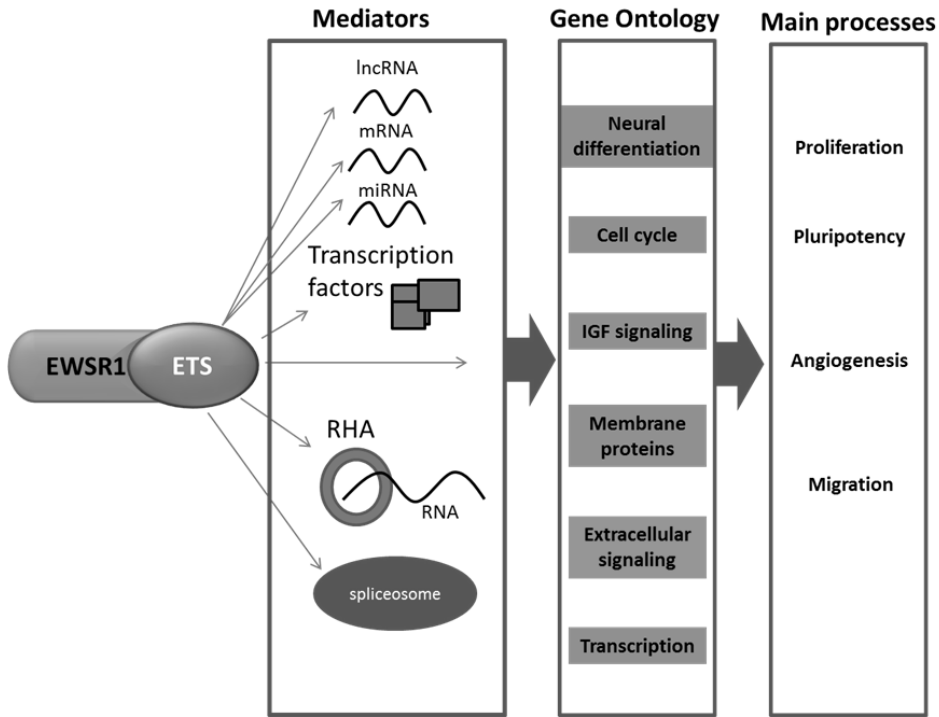 Mediators
Gene Ontology
Main processes
lncRNA
mRNA
miRNA
Transcription
factors
EWSR1
ETS
RHA
RNA
spliceosome
Neural
differentiation
Cell cycle
IGF signaling
Membrane
proteins
Extracellular
signaling
Transcription
Proliferation
Pluripotency
Angiogenesis
Migration